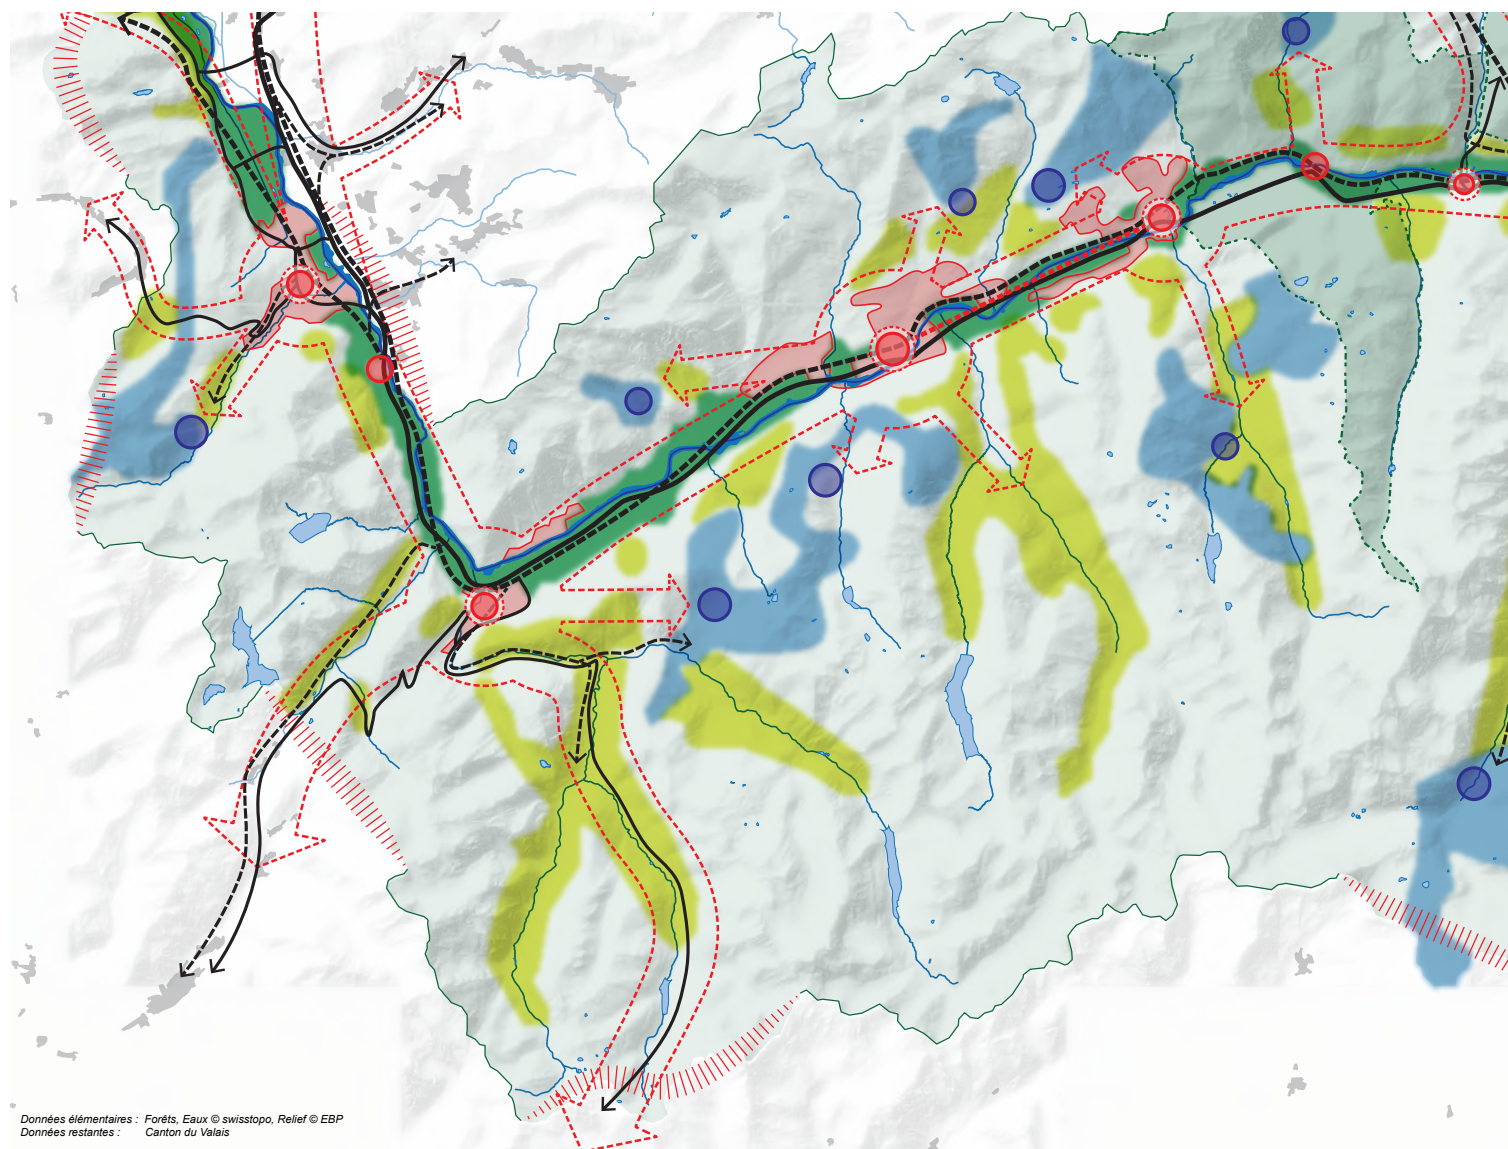 Données élémentaires : Forêts, Eaux © swisstopo, Relief © EBP
Données restantes : Canton du Valais